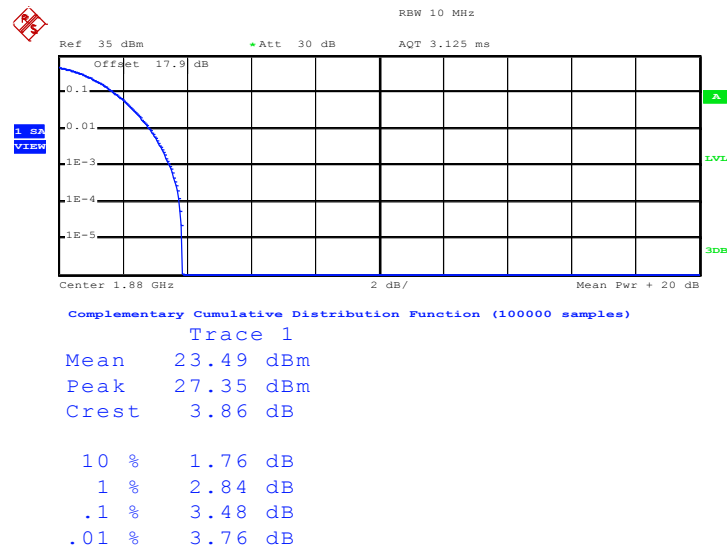 RBW 10 MHz
Ref 35 dBm * Att 30 dB AQT 3.125 ms
Offset 17.9 dB
0.1
A
0.01
1 SA
VIEW
1E-3
LVL
1E-4
1E-5
3DB
Center 1.88 GHz 2 dB/ Mean Pwr + 20 dB
Complementary Cumulative Distribution Function (100000 samples)
Trace 1
Mean 23.49 dBm
Peak 27.35 dBm
Crest 3.86 dB
10 % 1.76 dB
1 % 2.84 dB
.1 % 3.48 dB
.01 % 3.76 dB